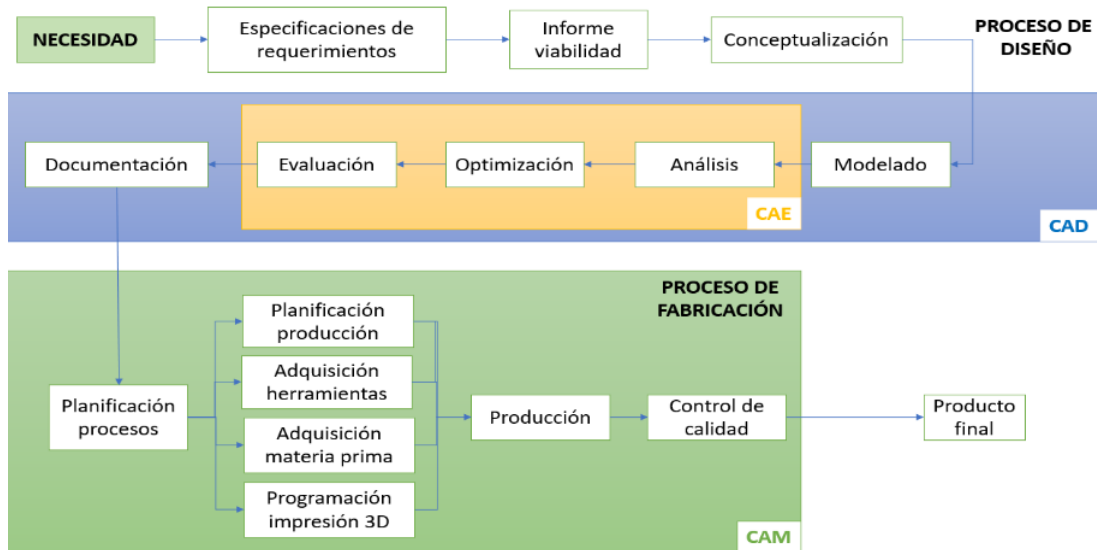 NECESIDAD
Especificaciones de
requerimientos
Informe
viabilidad
Conceptualización
PROCESO DE
DISEÑO
Documentación
Evaluación
Optimización
Análisis
Modelado
CAE
CAD
PROCESO DE
FABRICACIÓN
Planificación
procesos
Planificación
producción
Adquisición
herramientas
Adquisición
materia prima
Programación
impresión 3D
Producción
Control de
calidad
Producto
final
CAM